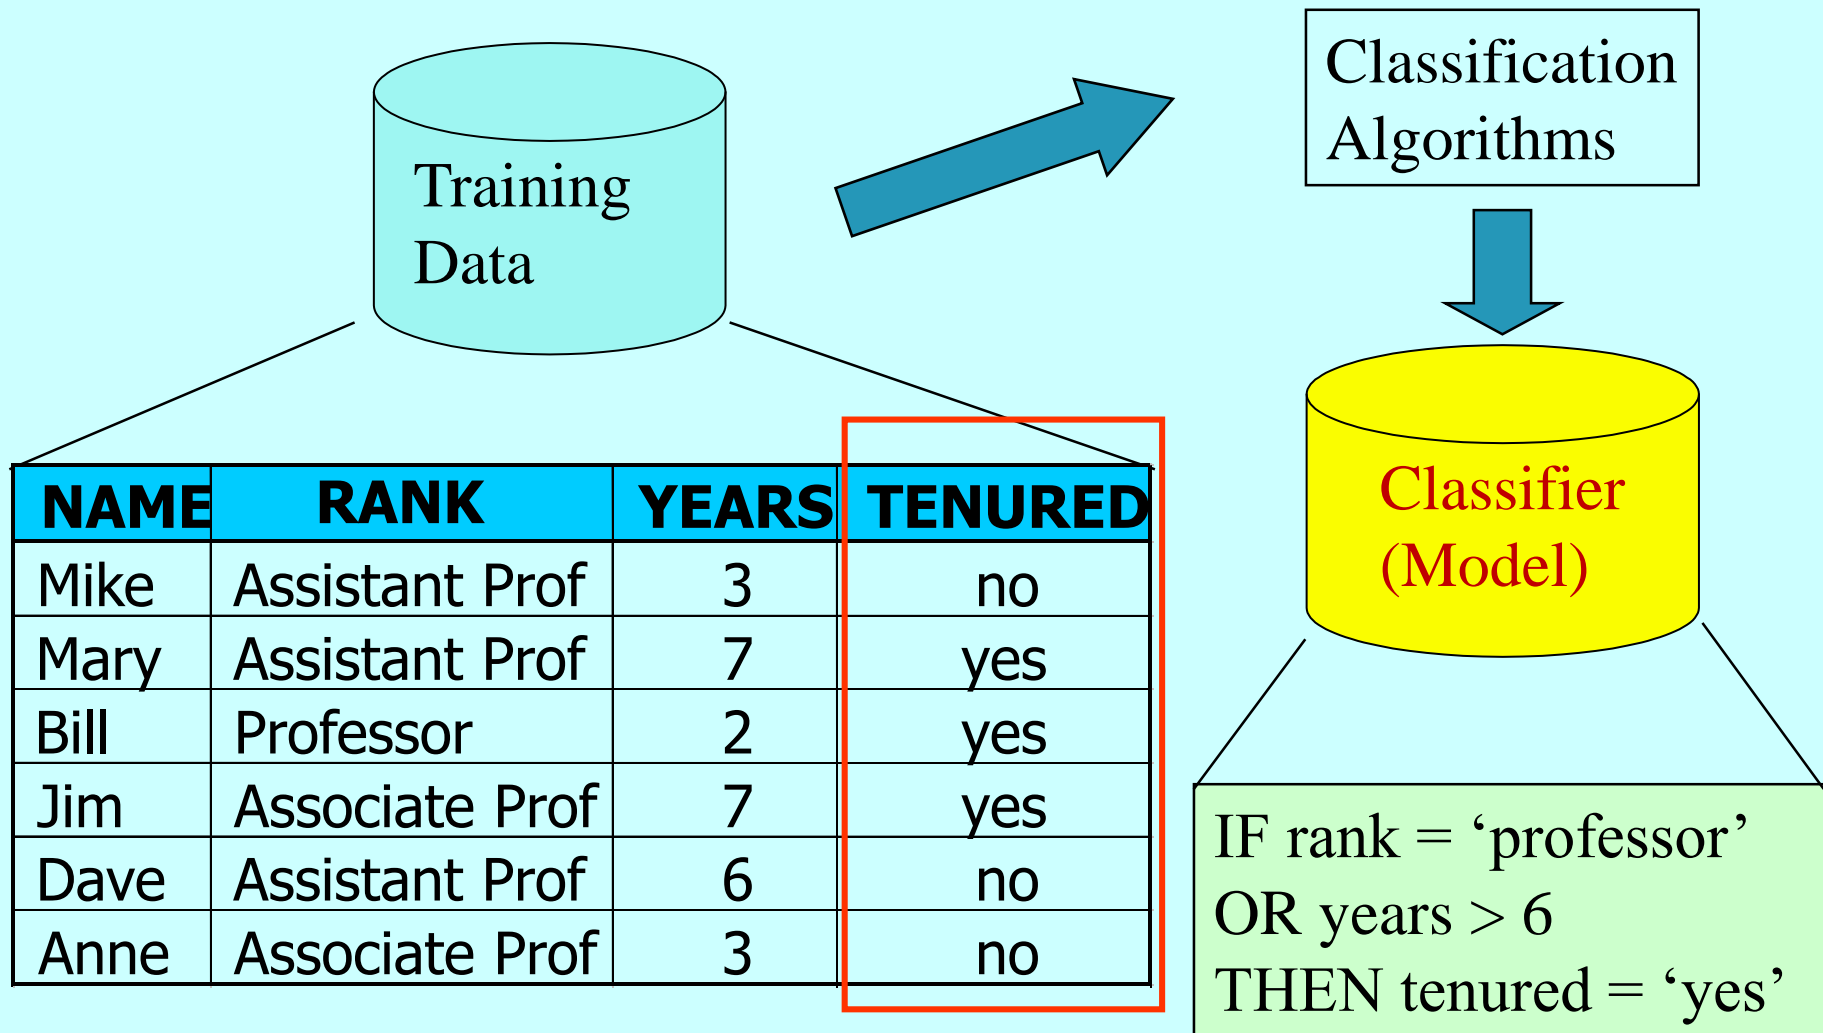 Training
Data
Classification
Algorithms
NAME RANK YEARS TENURED
Mike Assistant Prof 3 no
Mary Assistant Prof 7 yes
Bill Professor 2 yes
Jim Associate Prof 7 yes
Dave Assistant Prof 6 no
Anne Associate Prof 3 no
Classifier
(Model)
IF rank = ‘professor’
OR years > 6
THEN tenured = ‘yes’